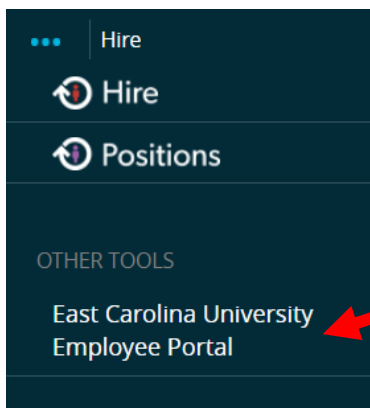 Hire
Hire
Positions
OTHER TOOLS
East Carolina University
Employee Portal